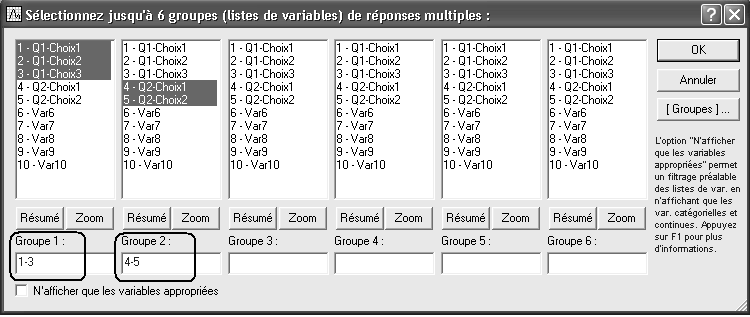 Sélectionnez jusqu'à 6 groupes (listes de variables) de réponses multiples :
1 - Q1-Choix1
2 - Q1-Choix2
3 - Q1-Choix3
4 - Q2-Choix1
5 - Q2-Choix2
6 - Var6
7 - Var7
8 - Var8
9 - Var9
10 - Var10
1 - Q1-Choix1
2 - Q1-Choix2
3 - Q1-Choix3
4 - Q2-Choix1
5 - Q2-Choix2
6 - Var6
7 - Var7
8 - Var8
9 - Var9
10 - Var10
1 - Q1-Choix1
2 - Q1-Choix2
3 - Q1-Choix3
4 - Q2-Choix1
5 - Q2-Choix2
6 - Var6
7 - Var7
8 - Var8
9 - Var9
10 - Var10
1 - Q1-Choix1
2 - Q1-Choix2
3 - Q1-Choix3
4 - Q2-Choix1
5 - Q2-Choix2
6 - Var6
7 - Var7
8 - Var8
9 - Var9
10 - Var10
1 - Q1-Choix1
2 - Q1-Choix2
3 - Q1-Choix3
4 - Q2-Choix1
5 - Q2-Choix2
6 - Var6
7 - Var7
8 - Var8
9 - Var9
10 - Var10
1 - Q1-Choix1
2 - Q1-Choix2
3 - Q1-Choix3
4 - Q2-Choix1
5 - Q2-Choix2
6 - Var6
7 - Var7
8 - Var8
9 - Var9
10 - Var10
Résumé Zoom Résumé Zoom Résumé Zoom Résumé Zoom Résumé Zoom Résumé Zoom
Groupe 1 : Groupe 2 : Groupe 3 : Groupe 4 : Groupe 5 : Groupe 6 :
1-3 4-5
N'afficher que les variables appropriées
OK
Annuler
[ Groupes ] ...
L'option "N'afficher
que les variables
appropriées" permet
un filtrage préalable
des listes de var. en
n'affichant que les
var. catégorielles et
continues. Appuyez
sur F1 pour plus
d'informations.